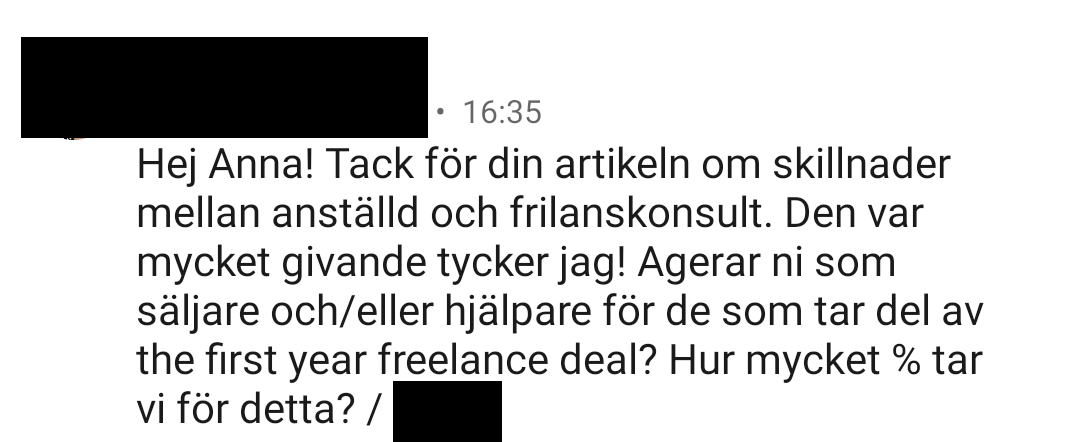 • 16:35
Hej Anna! Tack för din artikeln om skillnader
mellan anställd och frilanskonsult. Den var
mycket givande tycker jag! Agerar ni som
säljare och/eller hjälpare för de som tar del av
the first year freelance deal? Hur mycket % tar
vi för detta? /